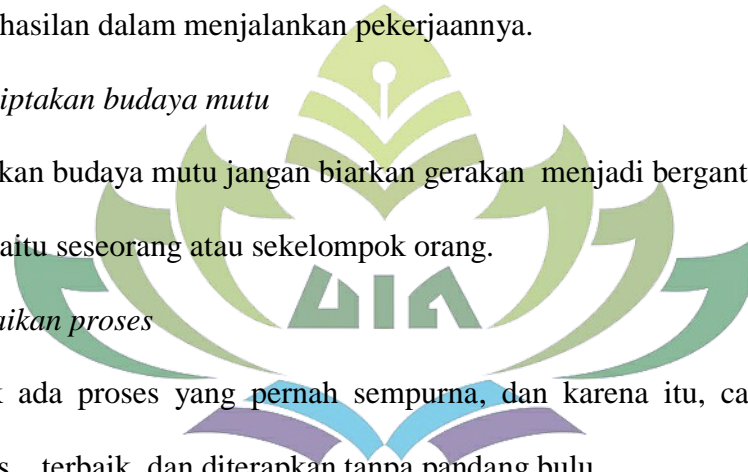 hasilan dalam menjalankan pekerjaannya.
iptakan budaya mutu
kan budaya mutu jangan biarkan gerakan menjadi bergant
aitu seseorang atau sekelompok orang.
UIN
aikan proses
ada proses yang pernah sempurna, dan karena itu, ca
terbaik dan diterapkan tanpa pandang bulu